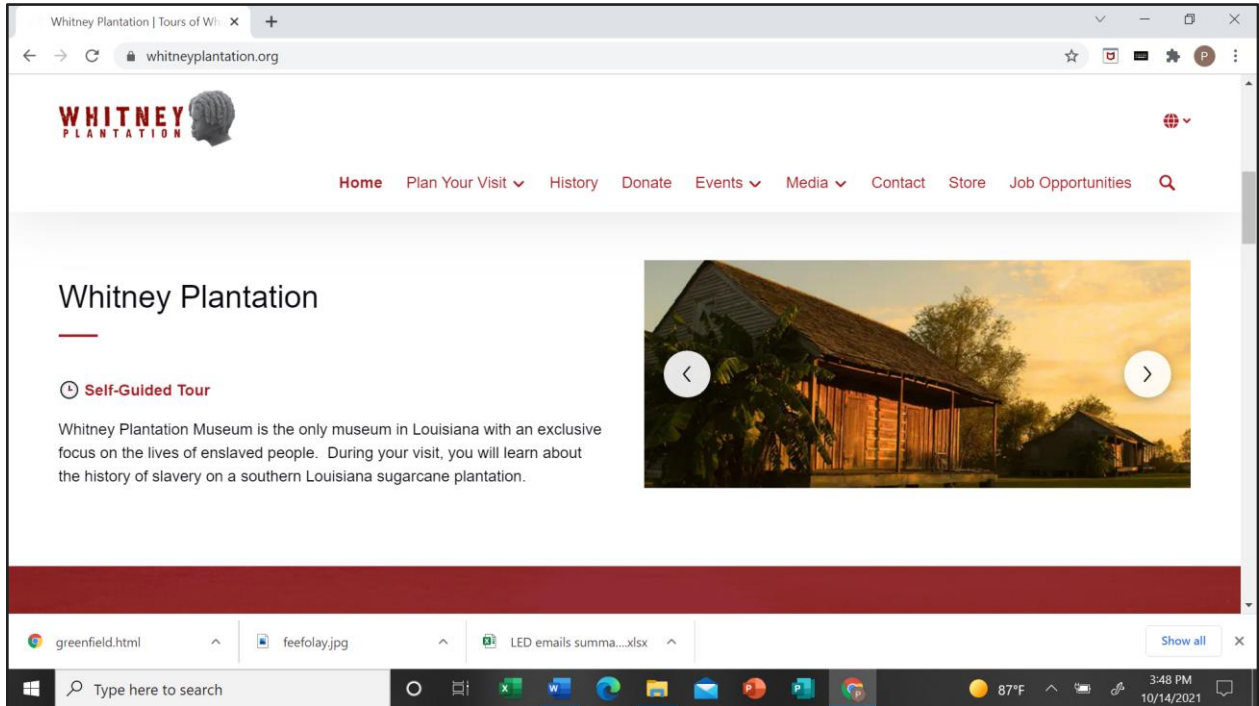 Whitney Plantation | Tours of Wh
whitneyplantation.org
P
WHITNEY
PLANTATION
Home Plan Your Visit History Donate Events Media Contact Store Job Opportunities
Whitney Plantation
Self-Guided Tour
Whitney Plantation Museum is the only museum in Louisiana with an exclusive
focus on the lives of enslaved people. During your visit, you will learn about
the history of slavery on a southern Louisiana sugarcane plantation.
greenfield.html feefolay.jpg LED emails summa....xlsx Show all
Type here to search 87°F 3:48 PM
10/14/2021